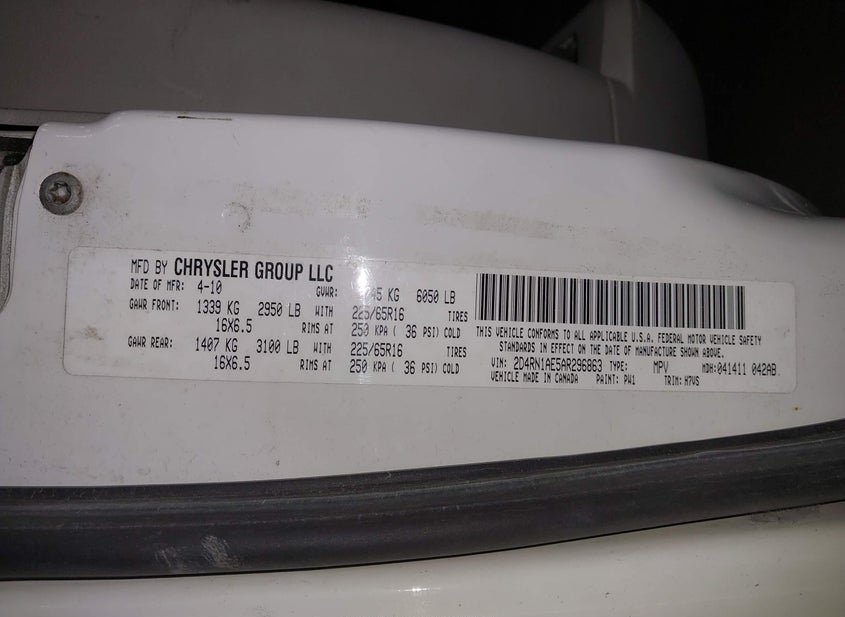 MFD BY CHRYSLER GROUP LLC
DATE OF MFR: 4-10 GVWR: KG 6050 LB
GAWR FRONT: 1339 KG 2950 LB WITH 225/65R16 TIRES
16X6.5 RIMS AT 250 KPA ( 36 PSI) COLD
GAWR REAR: 1407 KG 3100 LB WITH 225/65R16 TIRES
16X6.5 RIMS AT 250 KPA ( 36 PSI) COLD
THIS VEHICLE CONFORMS TO ALL APPLICABLE U.S.A. FEDERAL MOTOR VEHICLE SAFETY
STANDARDS IN EFFECT ON THE DATE OF MANUFACTURE SHOWN ABOVE.
VIN: 2D4RN1AE5AR296863 TYPE: MPV MDH:041411 042AB
VEHICLE MADE IN CANADA PAINT: PW1 TRIM: H7VS